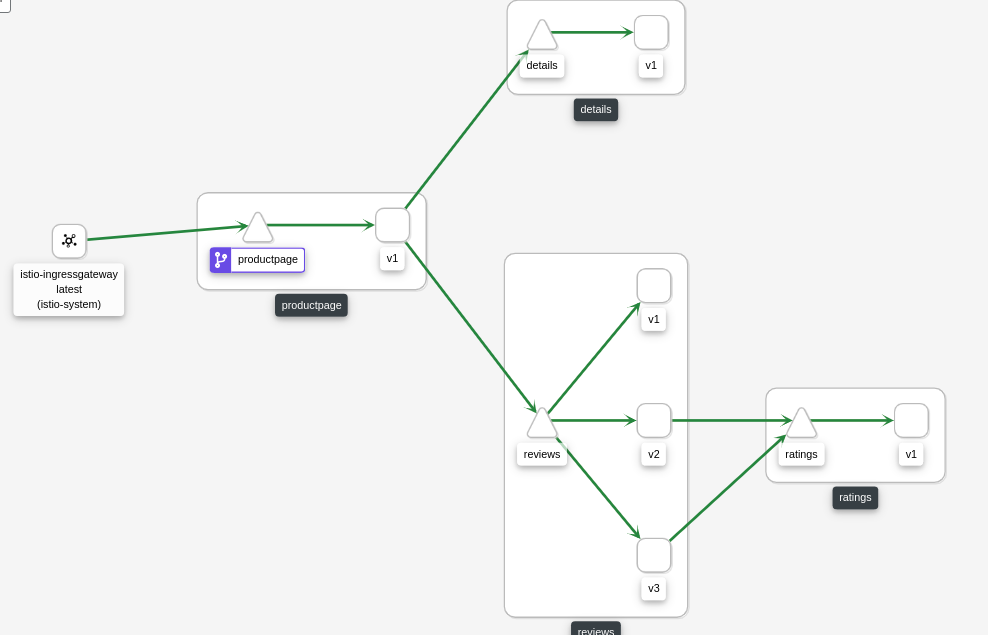 details
v1
details
istio-ingressgateway
latest
(istio-system)
productpage
v1
productpage
v1
reviews
v2
v3
reviews
ratings
v1
ratings